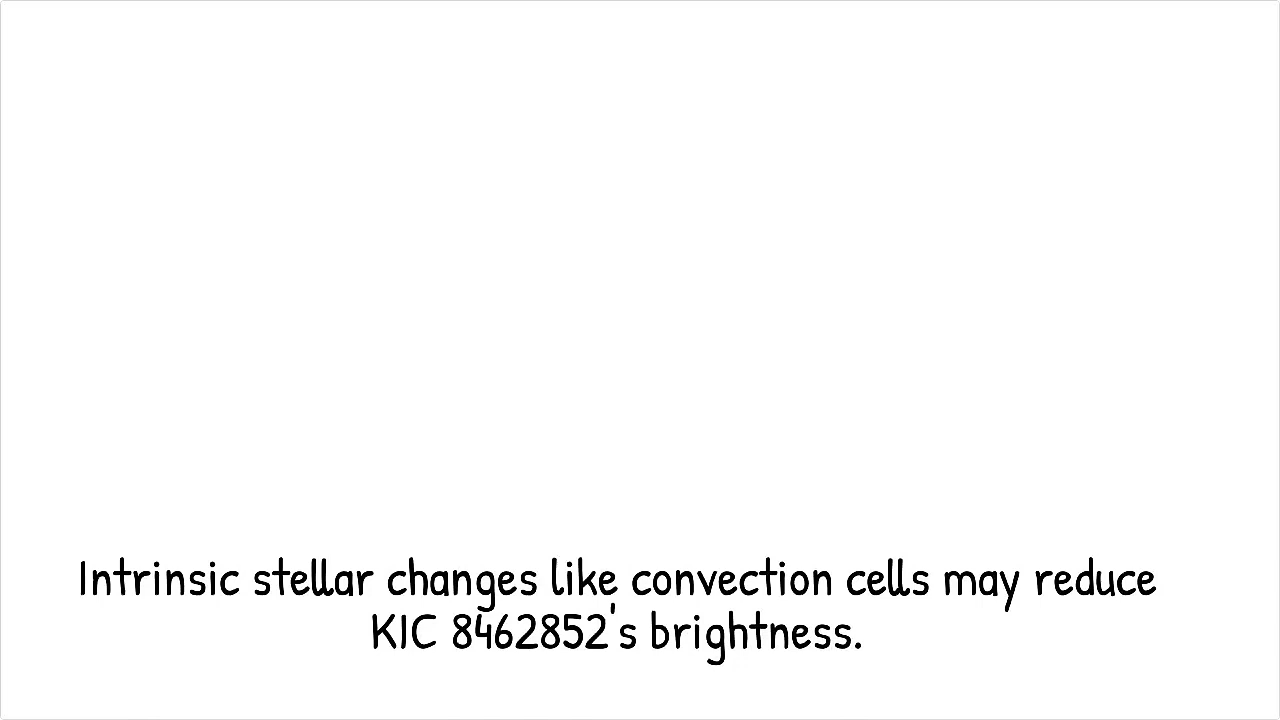 Intrinsic stellar changes like convection cells may reduce
KIC 8462852's brightness.